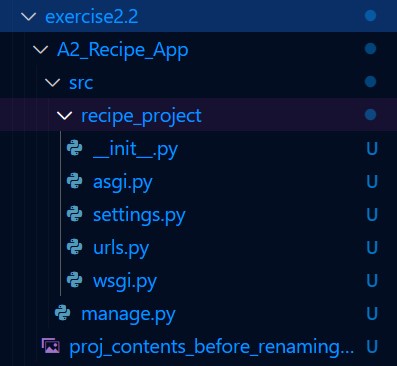 exercise2.2
A2_Recipe_App
src
recipe_project
__init__.py U
asgi.py U
settings.py U
urls.py U
wsgi.py U
manage.py U
proj_contents_before_renaming... U